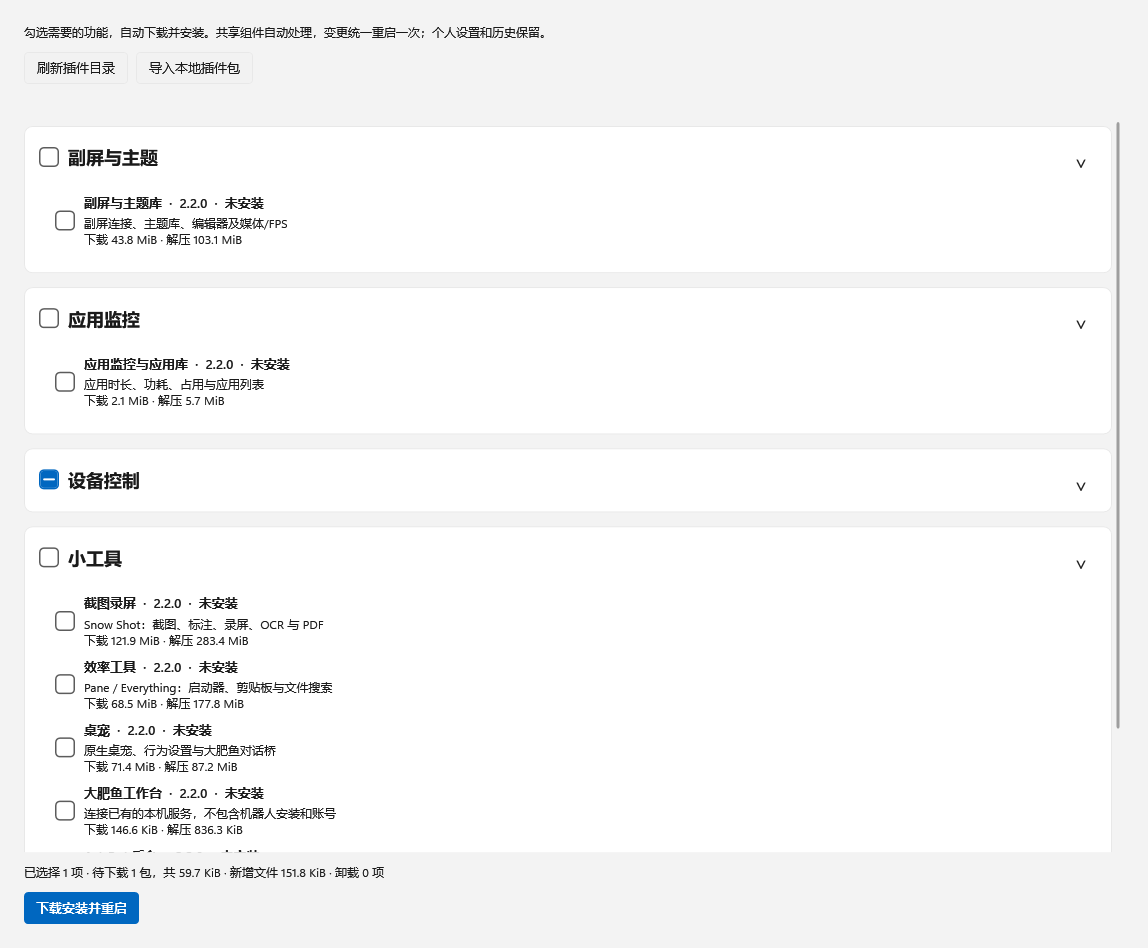 勾选需要的功能，自动下载并安装。共享组件自动处理，变更统一重启一次；个人设置和历史保留。
刷新插件目录
导入本地插件包
副屏与主题
副屏与主题库 · 2.2.0 · 未安装
副屏连接、主题库、编辑器及媒体/FPS
下载 43.8 MiB · 解压 103.1 MiB
应用监控
应用监控与应用库 · 2.2.0 · 未安装
应用时长、功耗、占用与应用列表
下载 2.1 MiB · 解压 5.7 MiB
设备控制
小工具
截图录屏 · 2.2.0 · 未安装
Snow Shot：截图、标注、录屏、OCR 与 PDF
下载 121.9 MiB · 解压 283.4 MiB
效率工具 · 2.2.0 · 未安装
Pane / Everything：启动器、剪贴板与文件搜索
下载 68.5 MiB · 解压 177.8 MiB
桌宠 · 2.2.0 · 未安装
原生桌宠、行为设置与大肥鱼对话桥
下载 71.4 MiB · 解压 87.2 MiB
大肥鱼工作台 · 2.2.0 · 未安装
连接已有的本机服务，不包含机器人安装和账号
下载 146.6 KiB · 解压 836.3 KiB
已选择 1 项 · 待下载 1 包，共 59.7 KiB · 新增文件 151.8 KiB · 卸载 0 项
下载安装并重启